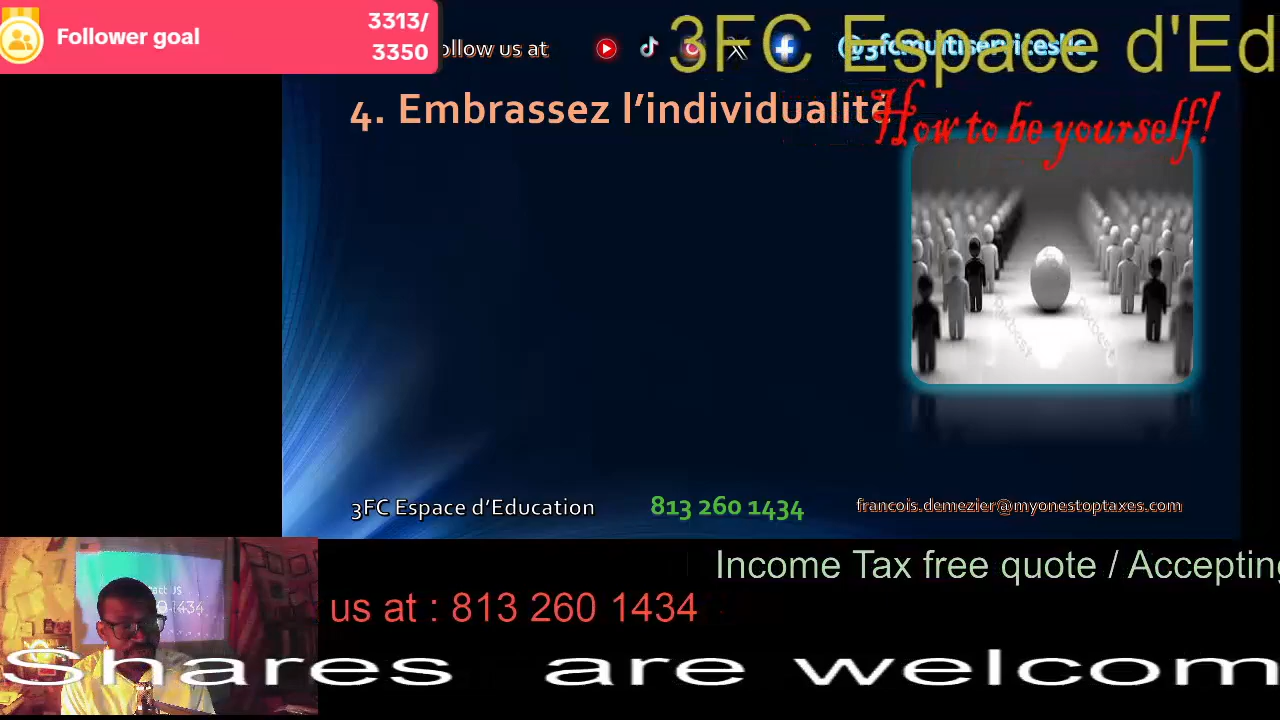 Follower goal
3313/
3350
ollow us at
@3fcmultiservicesllc
3FC Espace d'Ed
4. Embrassez l'individualité
How to be yourself!
3FC Espace d'Education
813 260 1434
francois.demezier@myonestoptaxes.com
Income Tax free quote / Accepting
us at : 813 260 1434
Shares are welcom